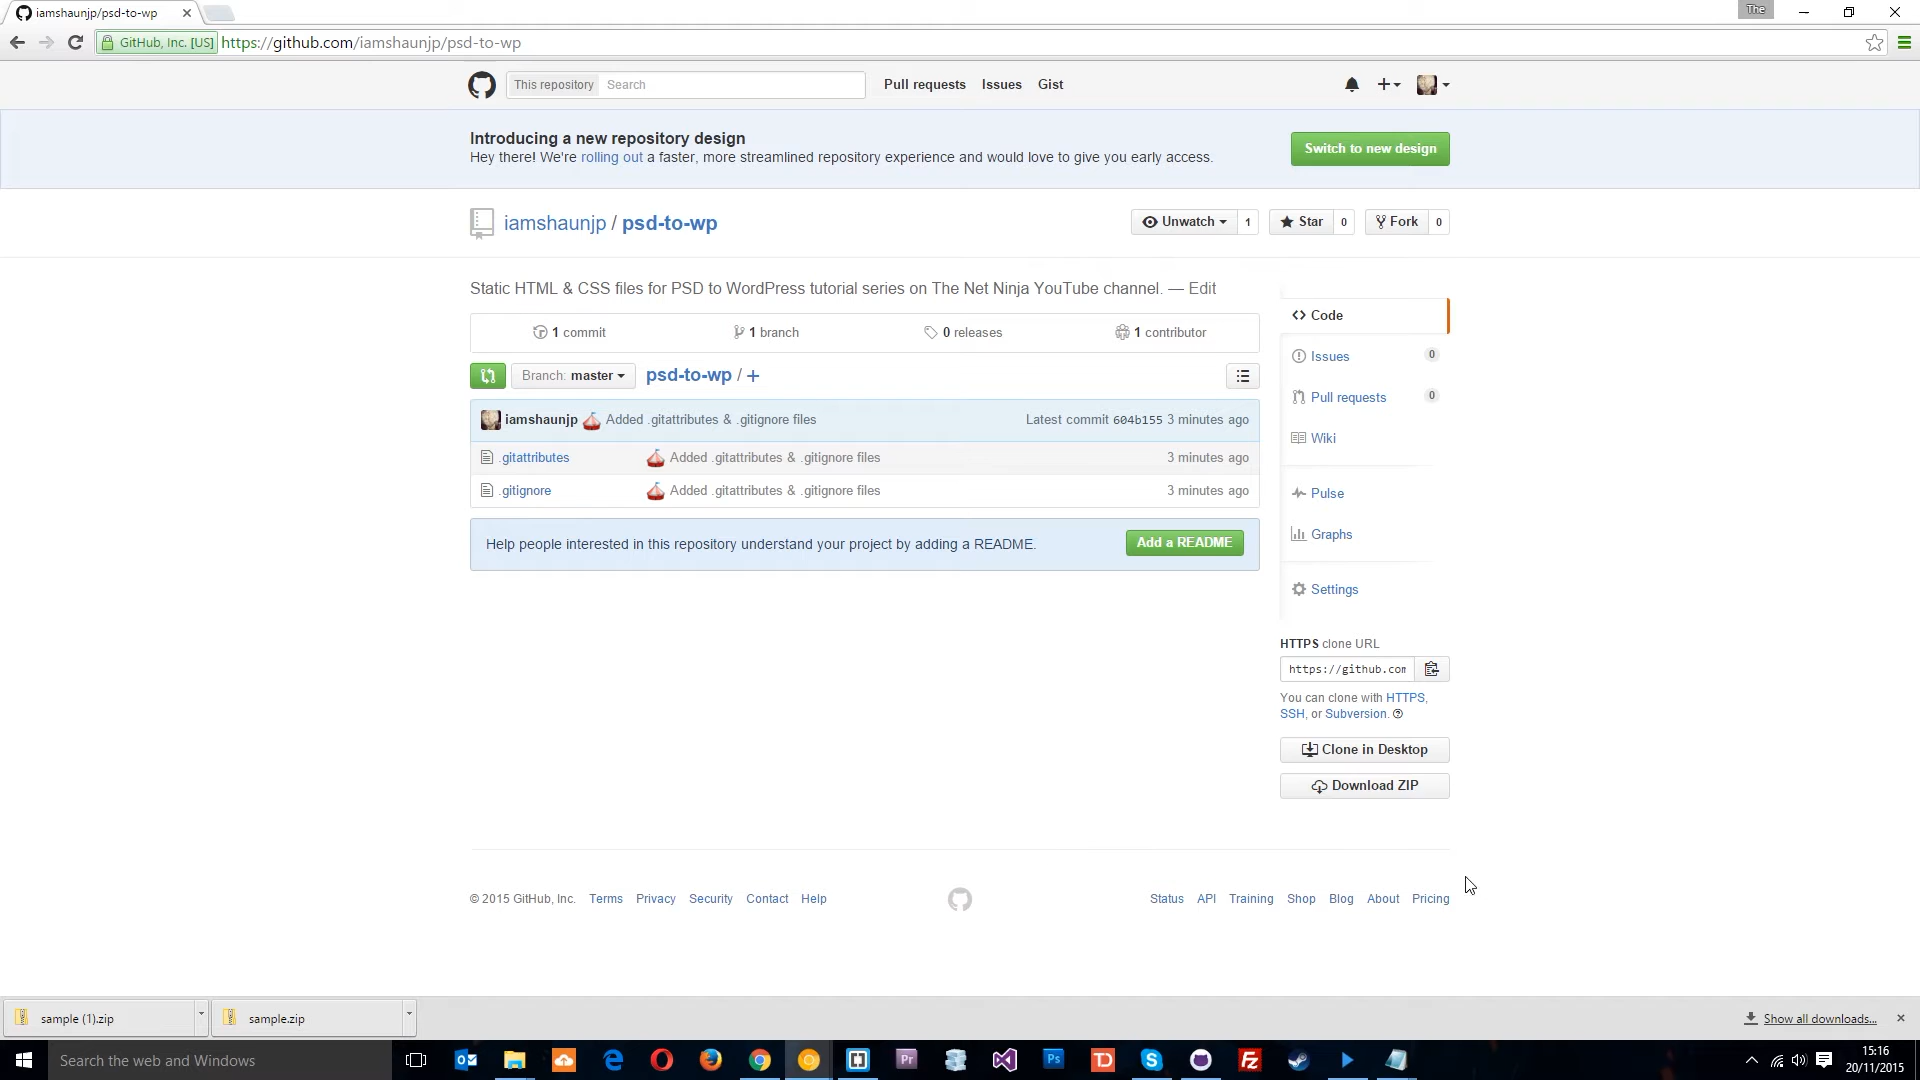 iamshaunjp/psd-to-wp
The
GitHub, Inc. [US] https://github.com/iamshaunjp/psd-to-wp
This repository Search Pull requests Issues Gist
Introducing a new repository design
Hey there! We're rolling out a faster, more streamlined repository experience and would love to give you early access.
Switch to new design
iamshaunjp / psd-to-wp
Unwatch 1 Star 0 Fork 0
Static HTML & CSS files for PSD to WordPress tutorial series on The Net Ninja YouTube channel. — Edit
1 commit 1 branch 0 releases 1 contributor
Branch: master psd-to-wp / +
iamshaunjp Added .gitattributes & .gitignore files Latest commit 604b155 3 minutes ago
.gitattributes Added .gitattributes & .gitignore files 3 minutes ago
.gitignore Added .gitattributes & .gitignore files 3 minutes ago
Help people interested in this repository understand your project by adding a README. Add a README
Code
Issues 0
Pull requests 0
Wiki
Pulse
Graphs
Settings
HTTPS clone URL
https://github.com
You can clone with HTTPS,
SSH, or Subversion.
Clone in Desktop
Download ZIP
© 2015 GitHub, Inc. Terms Privacy Security Contact Help
Status API Training Shop Blog About Pricing
sample (1).zip sample.zip Show all downloads...
Search the web and Windows
Pr
Ps
TD
Fz
15:16
20/11/2015